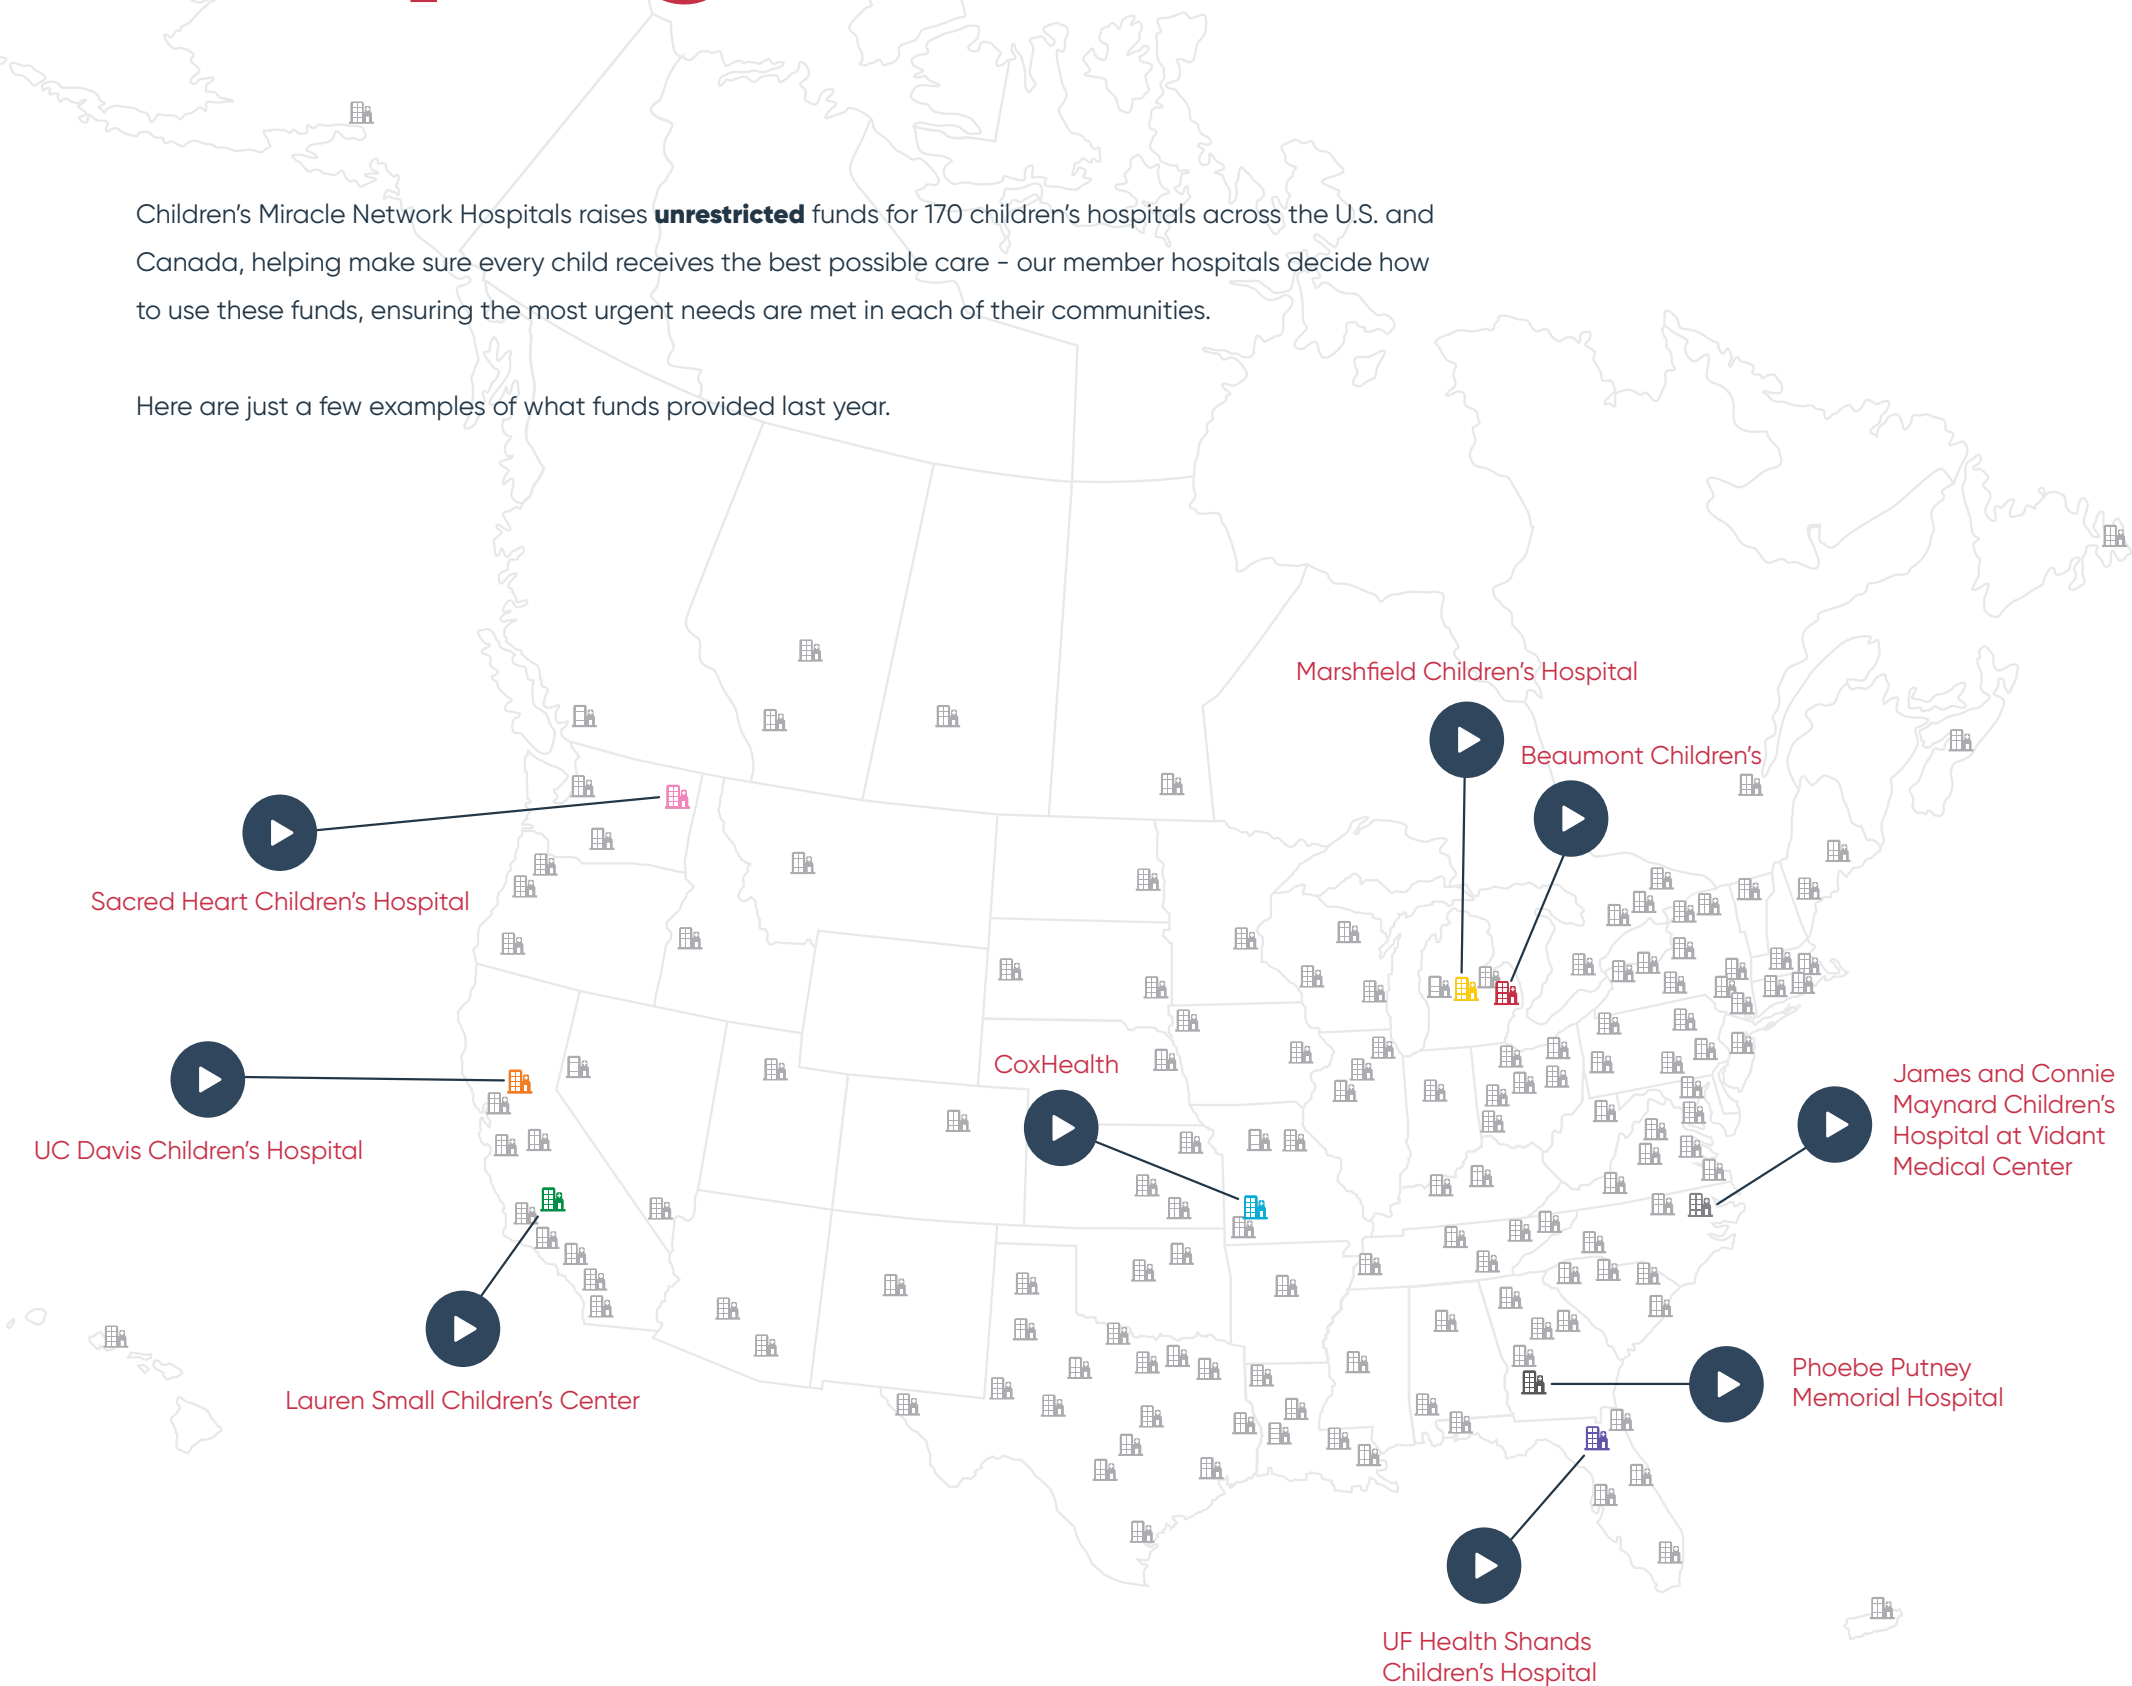 Children's Miracle Network Hospitals raises unrestricted funds for 170 children's hospitals across the U.S. and
Canada, helping make sure every child receives the best possible care - our member hospitals decide how
to use these funds, ensuring the most urgent needs are met in each of their communities.
Here are just a few examples of what funds provided last year.
Marshfield Children's Hospital
Beaumont Children's
Sacred Heart Children's Hospital
CoxHealth
James and Connie
Maynard Children's
Hospital at Vidant
Medical Center
UC Davis Children's Hospital
Phoebe Putney
Memorial Hospital
Lauren Small Children's Center
UF Health Shands
Children's Hospital